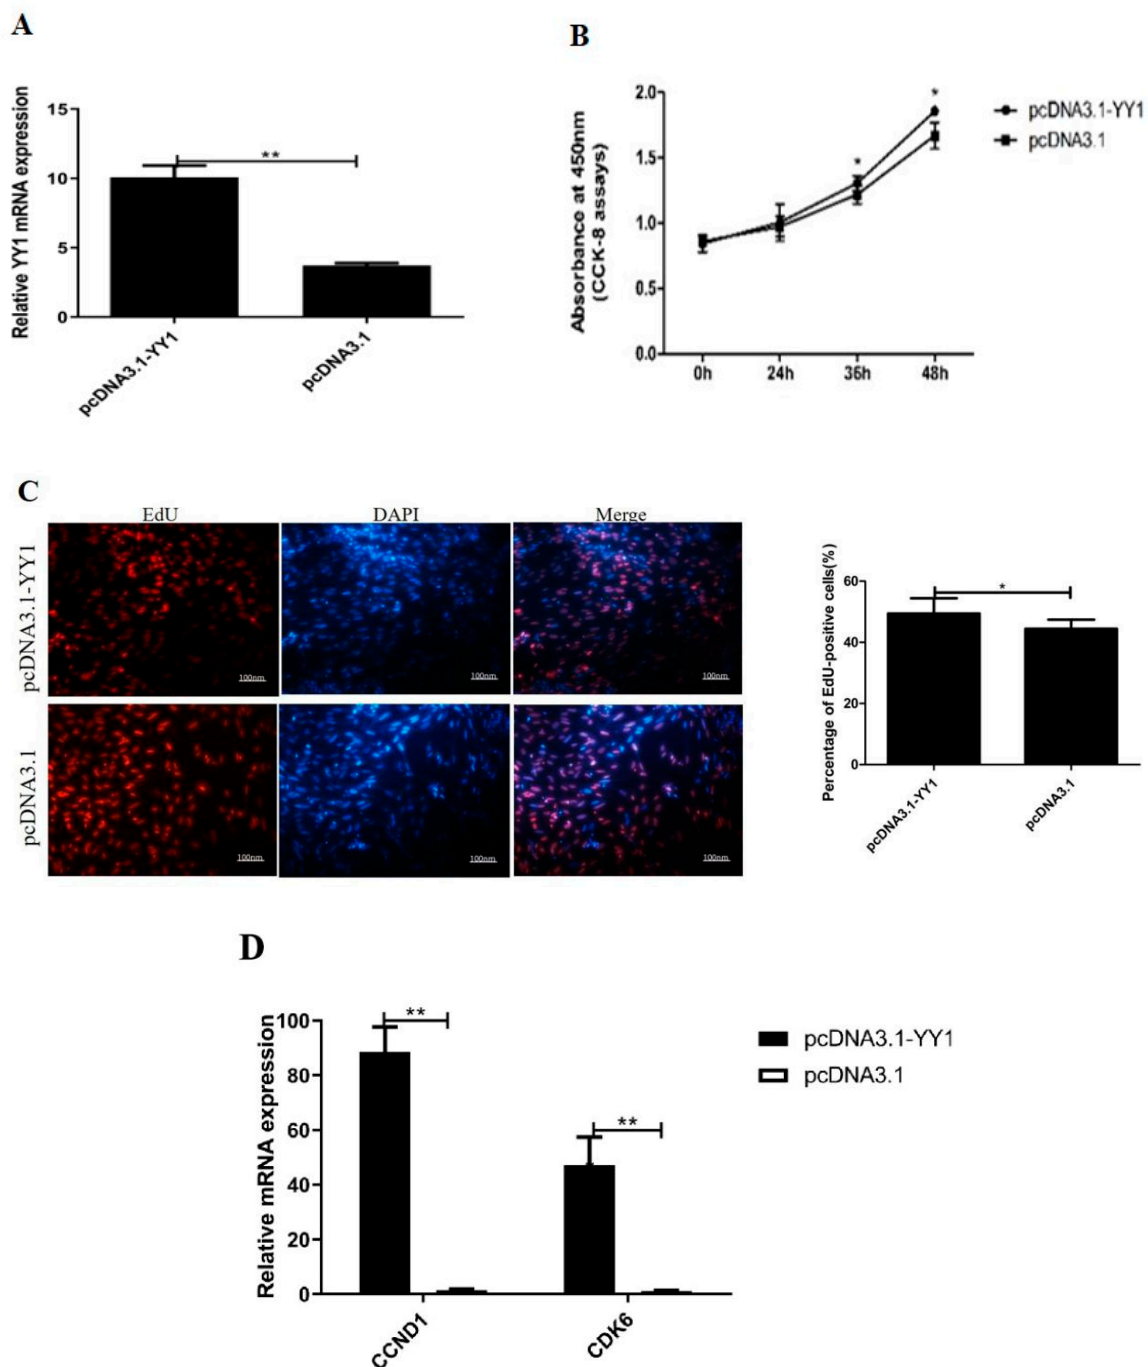 A
Relative YY1 mRNA expression
15
10
5
0
**
pcDNA3.1-YY1
pcDNA3.1
B
Absorbance at 450nm
(CCK-8 assays)
2.0
1.5
1.0
0.5
0.0
*
*
0h
24h
36h
48h
pcDNA3.1-YY1
pcDNA3.1
C
EdU
DAPI
Merge
pcDNA3.1-YY1
100nm
100nm
100nm
pcDNA3.1
100nm
100nm
100nm
Percentage of EdU-positive cells(%)
60
40
20
0
*
pcDNA3.1-YY1
pcDNA3.1
D
Relative mRNA expression
100
80
60
40
20
0
**
**
CCND1
CDK6
pcDNA3.1-YY1
pcDNA3.1